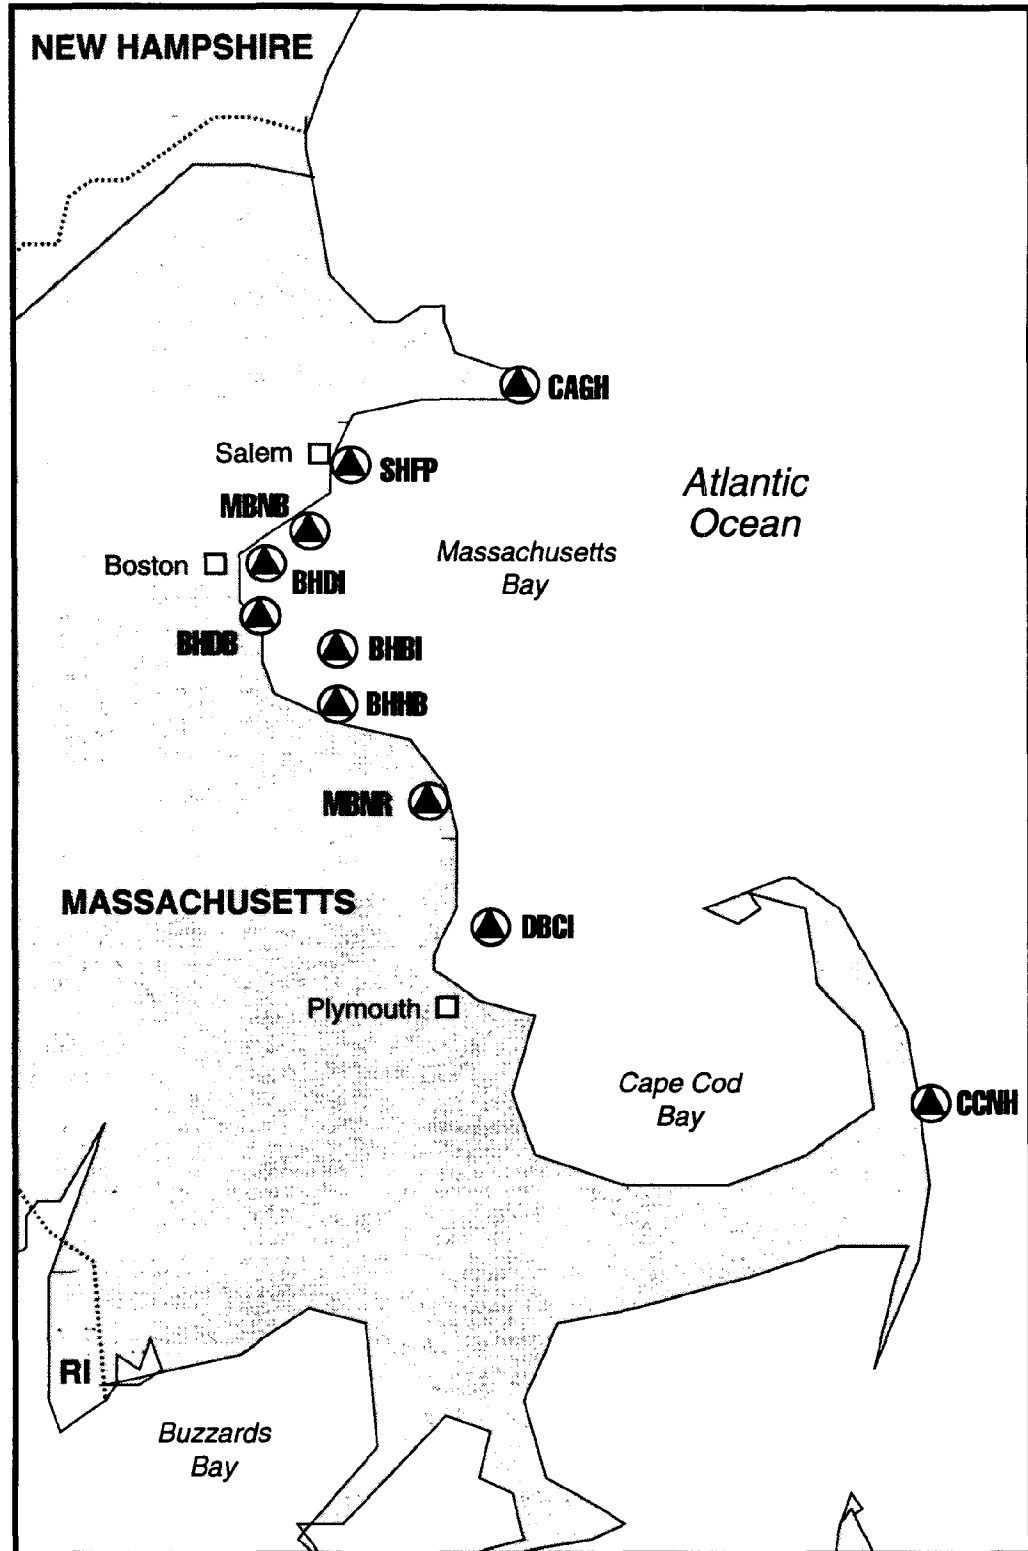 NEW HAMPSHIRE
CAGH
Salem
SHFP
Atlantic
Ocean
MBNB
Massachusetts
Bay
Boston
BHDI
BHDB
BHBI
BHHB
MBNR
MASSACHUSETTS
DBCI
Plymouth
Cape Cod
Bay
CCNH
RI
Buzzards
Bay